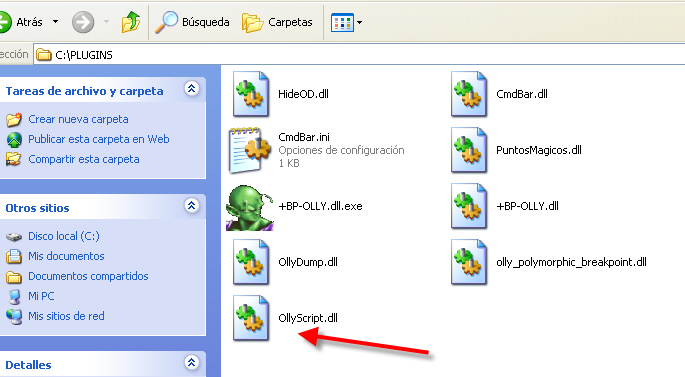 Atrás
Búsqueda
Carpetas
ección
C:\PLUGINS
Tareas de archivo y carpeta
Crear nueva carpeta
Publicar esta carpeta en Web
Compartir esta carpeta
Otros sitios
Disco local (C:)
Mis documentos
Documentos compartidos
Mi PC
Mis sitios de red
Detalles
HideOD.dll
CmdBar.dll
CmdBar.ini
Opciones de configuración
1 KB
PuntosMagicos.dll
+BP-OLLY.dll.exe
+BP-OLLY.dll
OllyDump.dll
olly_polymorphic_breakpoint.dll
OllyScript.dll